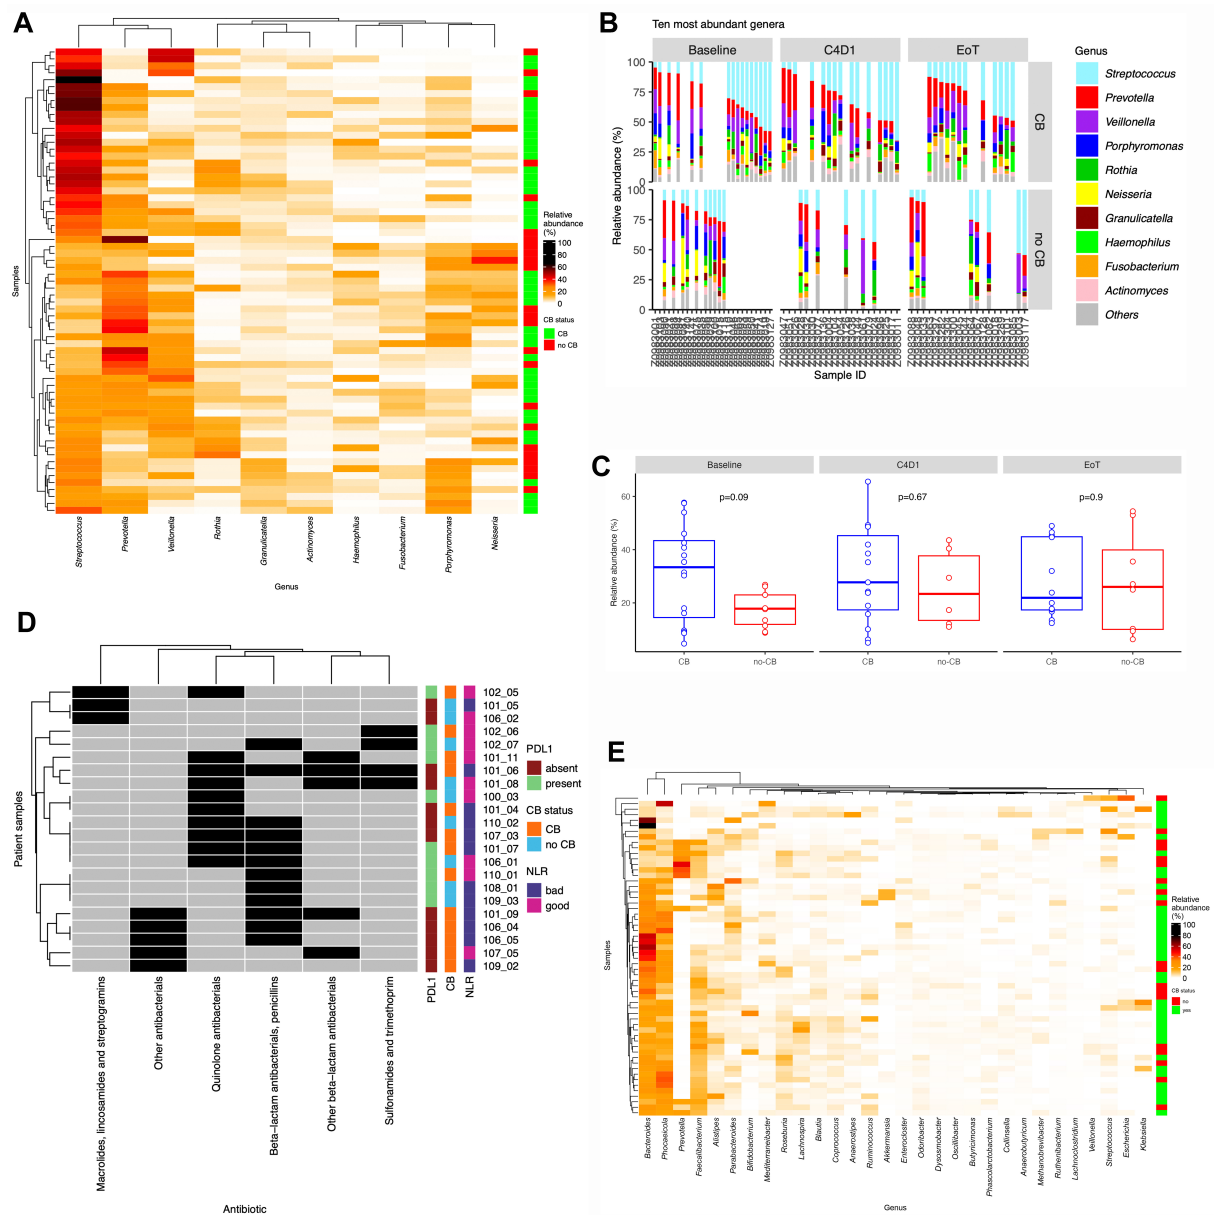 A
Samples
Streptococcus
Prevotella
Veillonella
Rothia
Granulicatella
Actinomyces
Haemophilus
Fusobacterium
Porphyromonas
Neisseria
Genus
Relative
abundance
(%)
100
80
60
40
20
0
CB status
CB
no CB
B
Ten most abundant genera
Baseline
C4D1
EoT
CB
no CB
Relative abundance (%)
100
75
50
25
0
100
75
50
25
0
Sample ID
Genus
Streptococcus
Prevotella
Veillonella
Porphyromonas
Rothia
Neisseria
Granulicatella
Haemophilus
Fusobacterium
Actinomyces
Others
C
Baseline
C4D1
EoT
p=0.09
p=0.67
p=0.9
Relative abundance (%)
60
40
20
CB
no-CB
CB
no-CB
CB
no-CB
D
Patient samples
102_05
101_05
106_02
102_06
102_07
101_11
101_06
101_08
100_03
101_04
110_02
107_03
101_07
106_01
110_01
108_01
109_03
101_09
106_04
106_05
107_05
109_02
PDL1
CB
NLR
Macrolides, lincosamides and streptogramins
Other antibacterials
Quinolone antibacterials
Beta−lactam antibacterials, penicillins
Other beta−lactam antibacterials
Sulfonamides and trimethoprim
Antibiotic
PDL1
absent
present
CB status
CB
no CB
NLR
bad
good
E
Samples
Bacteroides
Phocaeicola
Prevotella
Faecalibacterium
Alistipes
Parabacteroides
Bifidobacterium
Mediterraneibacter
Roseburia
Lachnospira
Blautia
Coprococcus
Anaerostipes
Ruminococcus
Akkermansia
Enterocloster
Odoribacter
Dysosmobacter
Oscillibacter
Butyricimonas
Phascolarctobacterium
Collinsella
Anaerobutyricum
Methanobrevibacter
Ruthenibacterium
Lachnoclostridium
Veillonella
Streptococcus
Escherichia
Klebsiella
Genus
Relative
abundance
(%)
100
80
60
40
20
0
CB status
no
yes